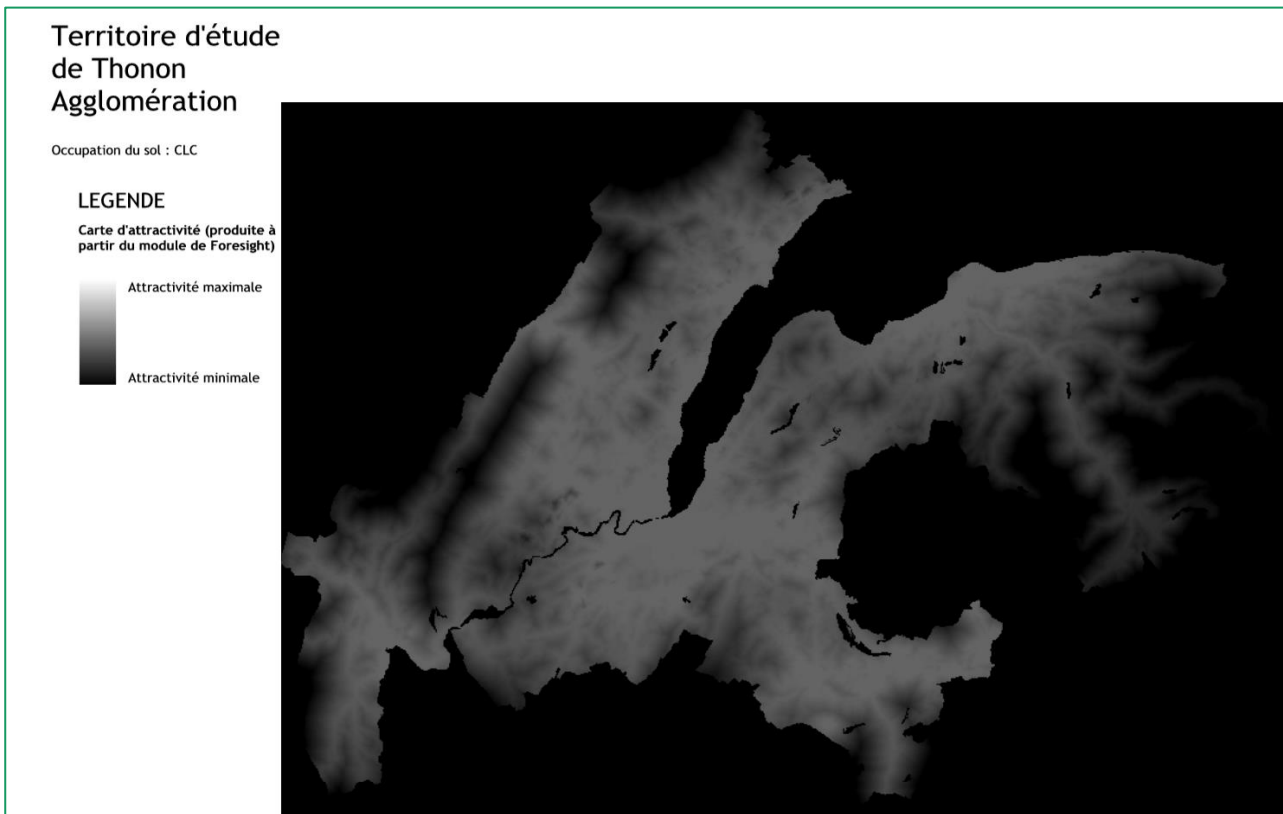 Territoire d'étude
de Thonon
Agglomération
Occupation du sol : CLC
LEGENDE
Carte d'attractivité (produite à
partir du module de Foresight)
Attractivité maximale
Attractivité minimale